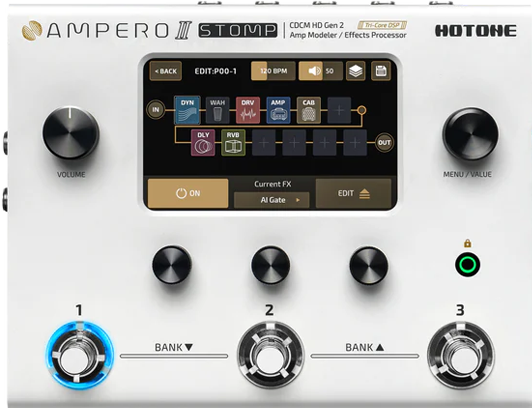 AMPERO II STOMP
CDCM HD Gen 2
Tri-Core DSP II
Amp Modeler / Effects Processor
HOTONE
< BACK
EDIT:P00-1
120 BPM
50
IN
DYN
WAH
DRV
AMP
CAB
DLY
RVB
OUT
ON
Current FX
AI Gate
EDIT
VOLUME
MENU / VALUE
1
2
3
BANK ▼
BANK ▲